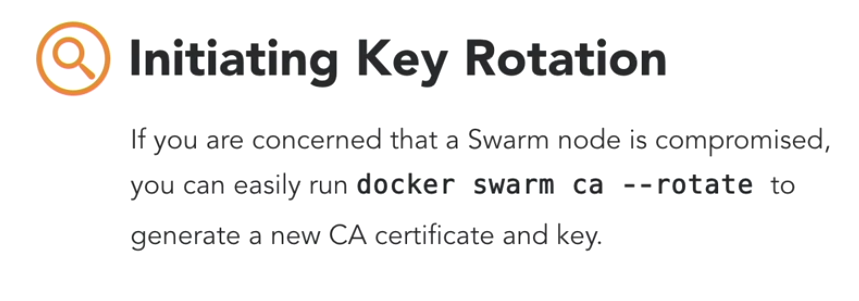 Initiating Key Rotation
If you are concerned that a Swarm node is compromised,
you can easily run docker swarm ca --rotate to
generate a new CA certificate and key.